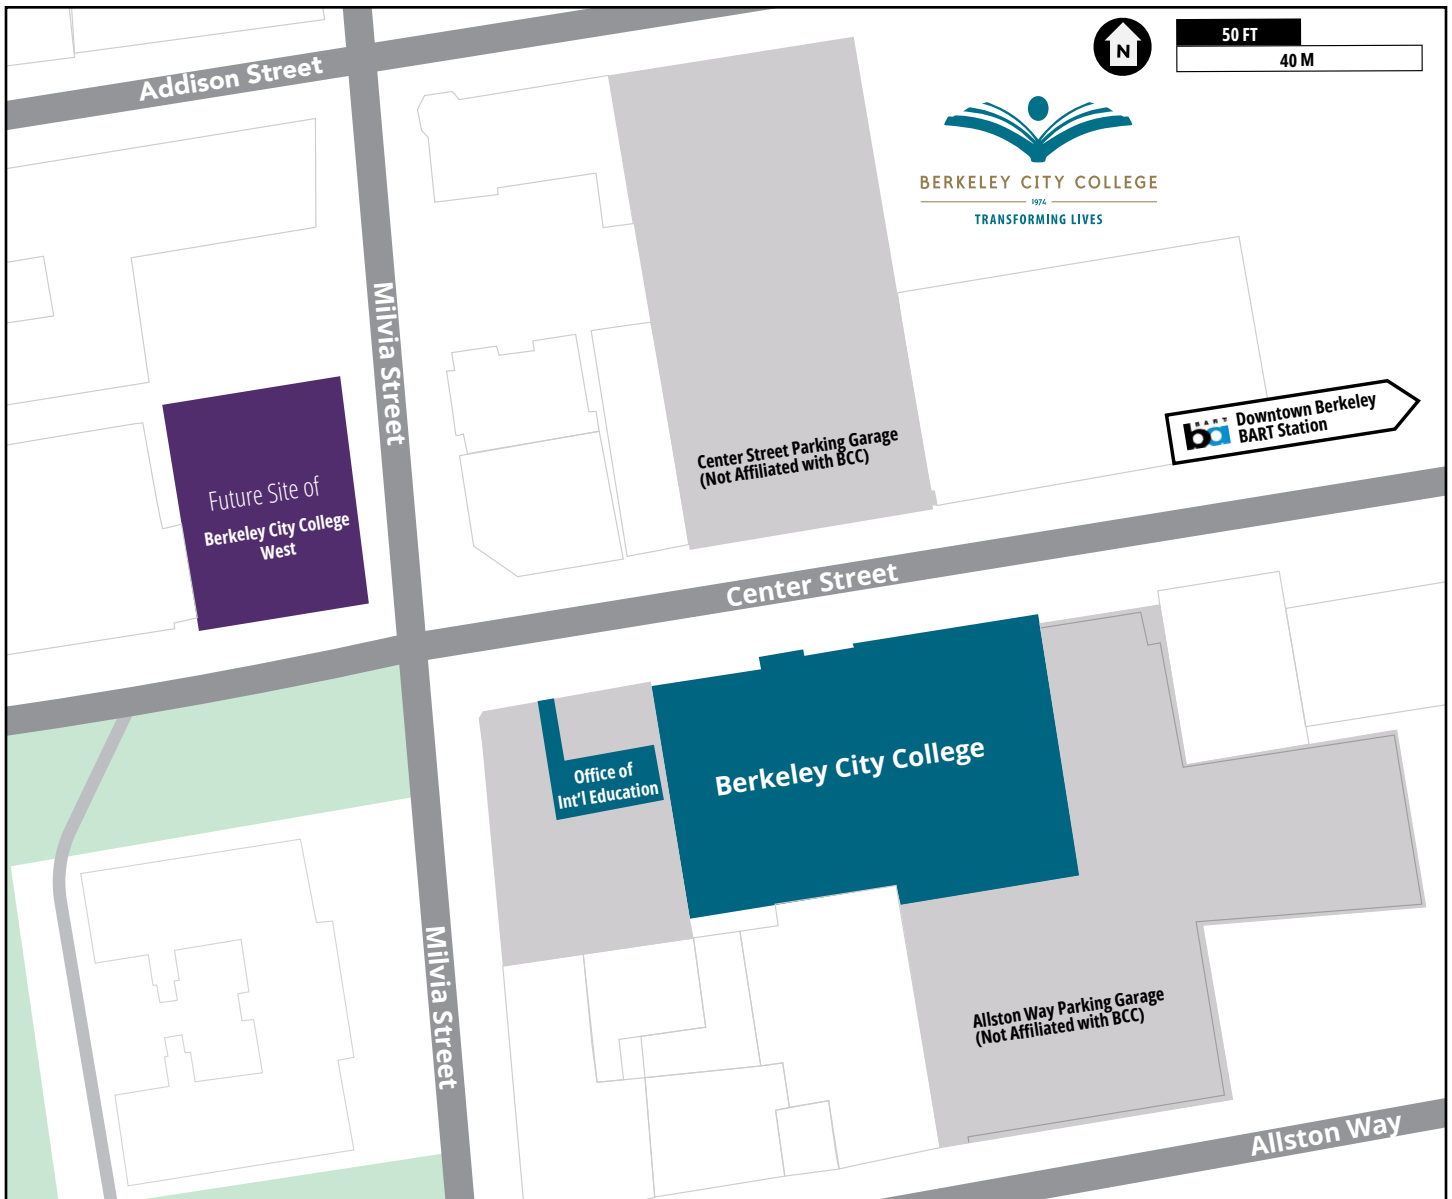 50 FT
40 M
N
Addison Street
BERKELEY CITY COLLEGE
1974
TRANSFORMING LIVES
Milvia Street
BART
ba
Downtown Berkeley
BART Station
Center Street Parking Garage
(Not Affiliated with BCC)
Future Site of
Berkeley City College
West
Center Street
Berkeley City College
Office of
Int'l Education
Milvia Street
Allston Way Parking Garage
(Not Affiliated with BCC)
Allston Way